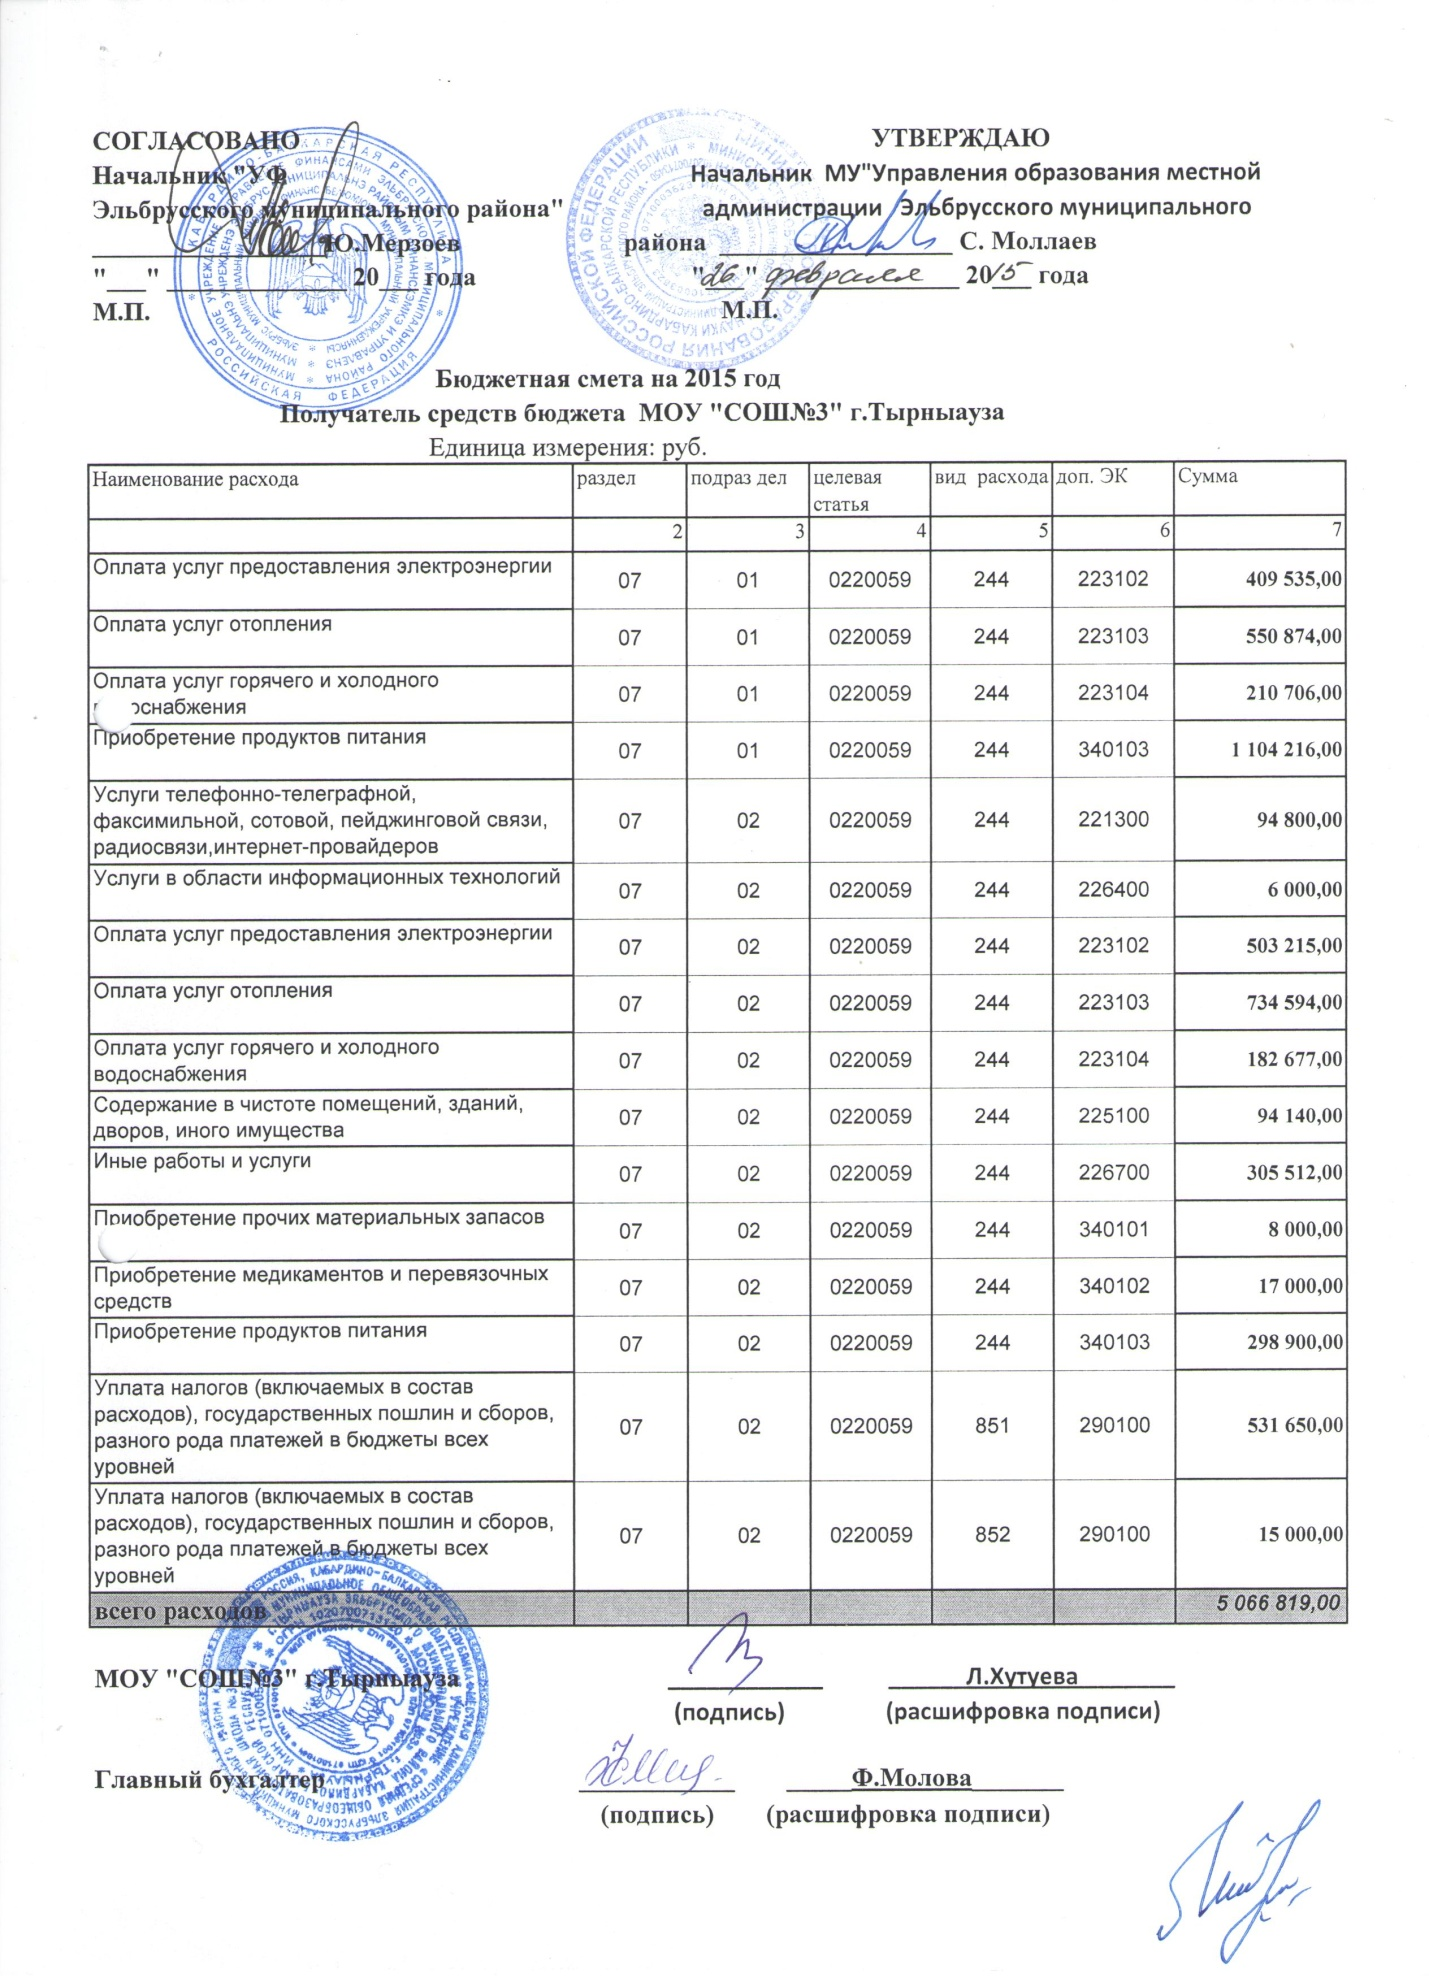 СОГЛАСОВАНО
Начальник "УФ
Эльбрусского муниципального района"
Ю.Мерзоев
"___" ______________ 20___ года
М.П.
УТВЕРЖДАЮ
Начальник МУ"Управления образования местной
администрации Эльбрусского муниципального
района __________________ С. Моллаев
"26" февраля 2015 года
М.П.
Бюджетная смета на 2015 год
Получатель средств бюджета МОУ "СОШ№3" г.Тырныауза
Единица измерения: руб.
Наименование расхода раздел подраз дел целевая статья вид расхода доп. ЭК Сумма
2 3 4 5 6 7
Оплата услуг предоставления электроэнергии 07 01 0220059 244 223102 409 535,00
Оплата услуг отопления 07 01 0220059 244 223103 550 874,00
Оплата услуг горячего и холодного
оснабжения 07 01 0220059 244 223104 210 706,00
Приобретение продуктов питания 07 01 0220059 244 340103 1 104 216,00
Услуги телефонно-телеграфной,
факсимильной, сотовой, пейджинговой связи,
радиосвязи,интернет-провайдеров 07 02 0220059 244 221300 94 800,00
Услуги в области информационных технологий 07 02 0220059 244 226400 6 000,00
Оплата услуг предоставления электроэнергии 07 02 0220059 244 223102 503 215,00
Оплата услуг отопления 07 02 0220059 244 223103 734 594,00
Оплата услуг горячего и холодного
водоснабжения 07 02 0220059 244 223104 182 677,00
Содержание в чистоте помещений, зданий,
дворов, иного имущества 07 02 0220059 244 225100 94 140,00
Иные работы и услуги 07 02 0220059 244 226700 305 512,00
Приобретение прочих материальных запасов 07 02 0220059 244 340101 8 000,00
Приобретение медикаментов и перевязочных
средств 07 02 0220059 244 340102 17 000,00
Приобретение продуктов питания 07 02 0220059 244 340103 298 900,00
Уплата налогов (включаемых в состав
расходов), государственных пошлин и сборов,
разного рода платежей в бюджеты всех
уровней 07 02 0220059 851 290100 531 650,00
Уплата налогов (включаемых в состав
расходов), государственных пошлин и сборов,
разного рода платежей в бюджеты всех
уровней 07 02 0220059 852 290100 15 000,00
всего расходов 5 066 819,00
МОУ "СОШ№3" г.Тырныауза Л.Хутуева
(подпись) (расшифровка подписи)
Главный бухгалтер Ф.Молова
(подпись) (расшифровка подписи)